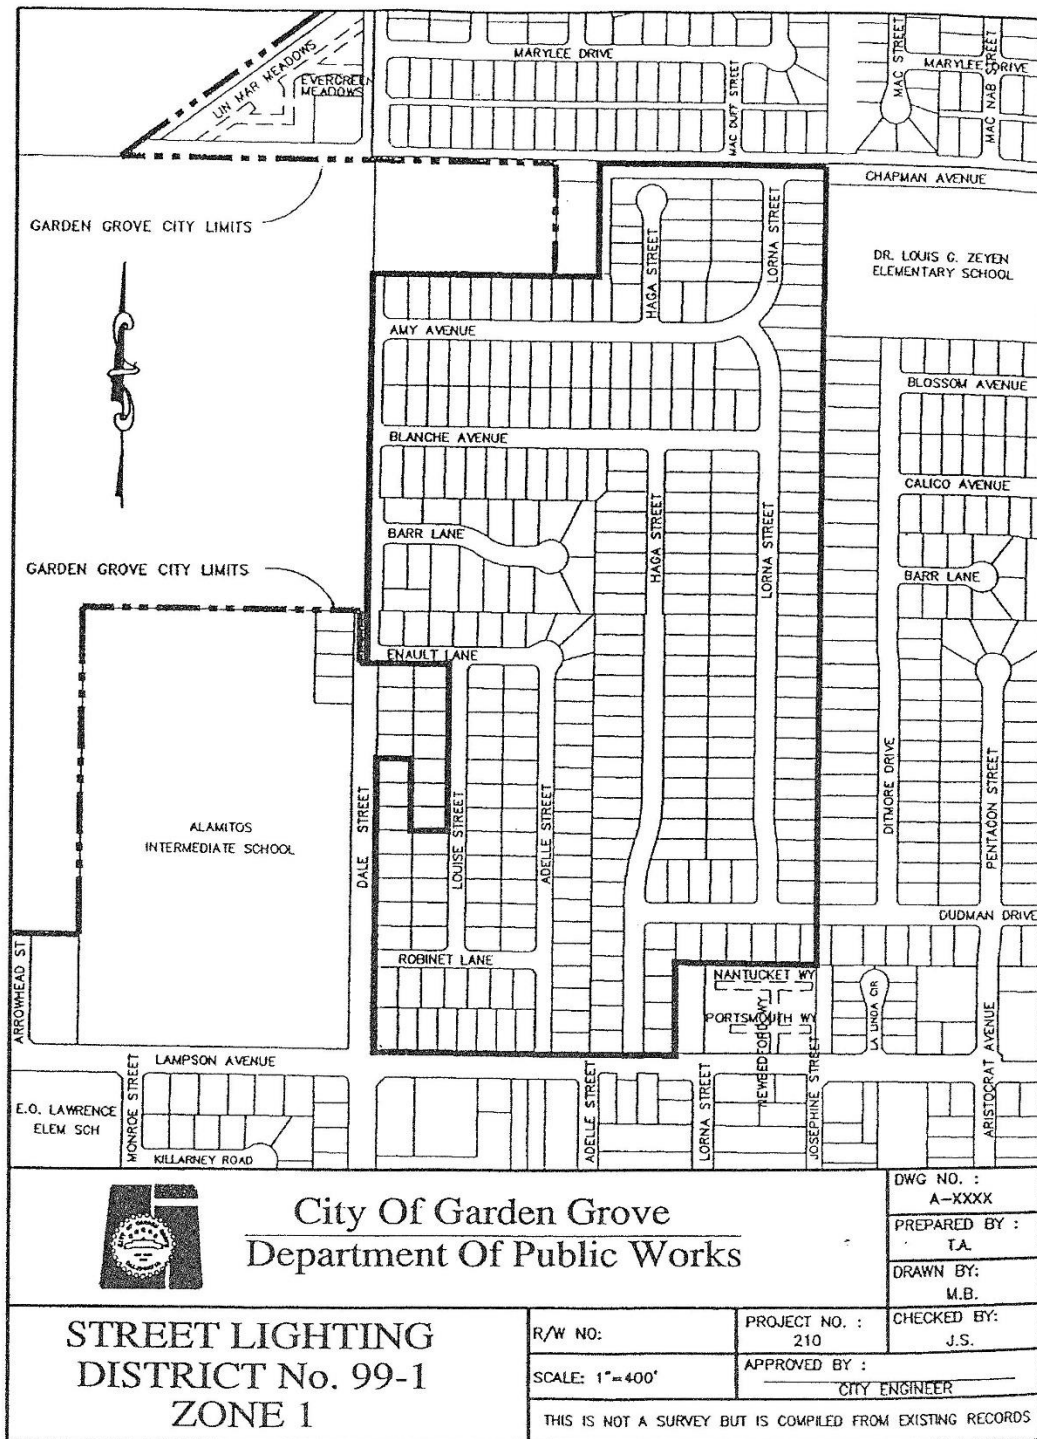 LIN MAR MEADOWS
EVERGREEN
MEADOWS
MARYLEE DRIVE
MAC DUFF STREET
MAC STREET
MARYLEE DRIVE
MAC NAB STREET
CHAPMAN AVENUE
GARDEN GROVE CITY LIMITS
HAGA STREET
LORNA STREET
DR. LOUIS G. ZEYEN
ELEMENTARY SCHOOL
AMY AVENUE
BLOSSOM AVENUE
BLANCHE AVENUE
CALICO AVENUE
BARR LANE
HAGA STREET
LORNA STREET
GARDEN GROVE CITY LIMITS
BARR LANE
ENAULT LANE
DALE STREET
LOUISE STREET
ADELLE STREET
DITMORE DRIVE
PENTAGON STREET
ALAMITOS
INTERMEDIATE SCHOOL
DUDMAN DRIVE
ROBINET LANE
ARROWHEAD ST
NANTUCKET WY
PORTSMOUTH WY
NEWBEDFORD WY
LA LINDA CIR
ARISTOCRAT AVENUE
LAMPSON AVENUE
E.O. LAWRENCE
ELEM SCH
MONROE STREET
KILLARNEY ROAD
ADELLE STREET
LORNA STREET
JOSEPHINE STREET
City Of Garden Grove
Department Of Public Works
DWG NO. :
A-XXXX
PREPARED BY :
T.A.
DRAWN BY:
M.B.
STREET LIGHTING
DISTRICT No. 99-1
ZONE 1
R/W NO:
PROJECT NO. :
210
CHECKED BY:
J.S.
SCALE: 1"=400'
APPROVED BY :
CITY ENGINEER
THIS IS NOT A SURVEY BUT IS COMPILED FROM EXISTING RECORDS